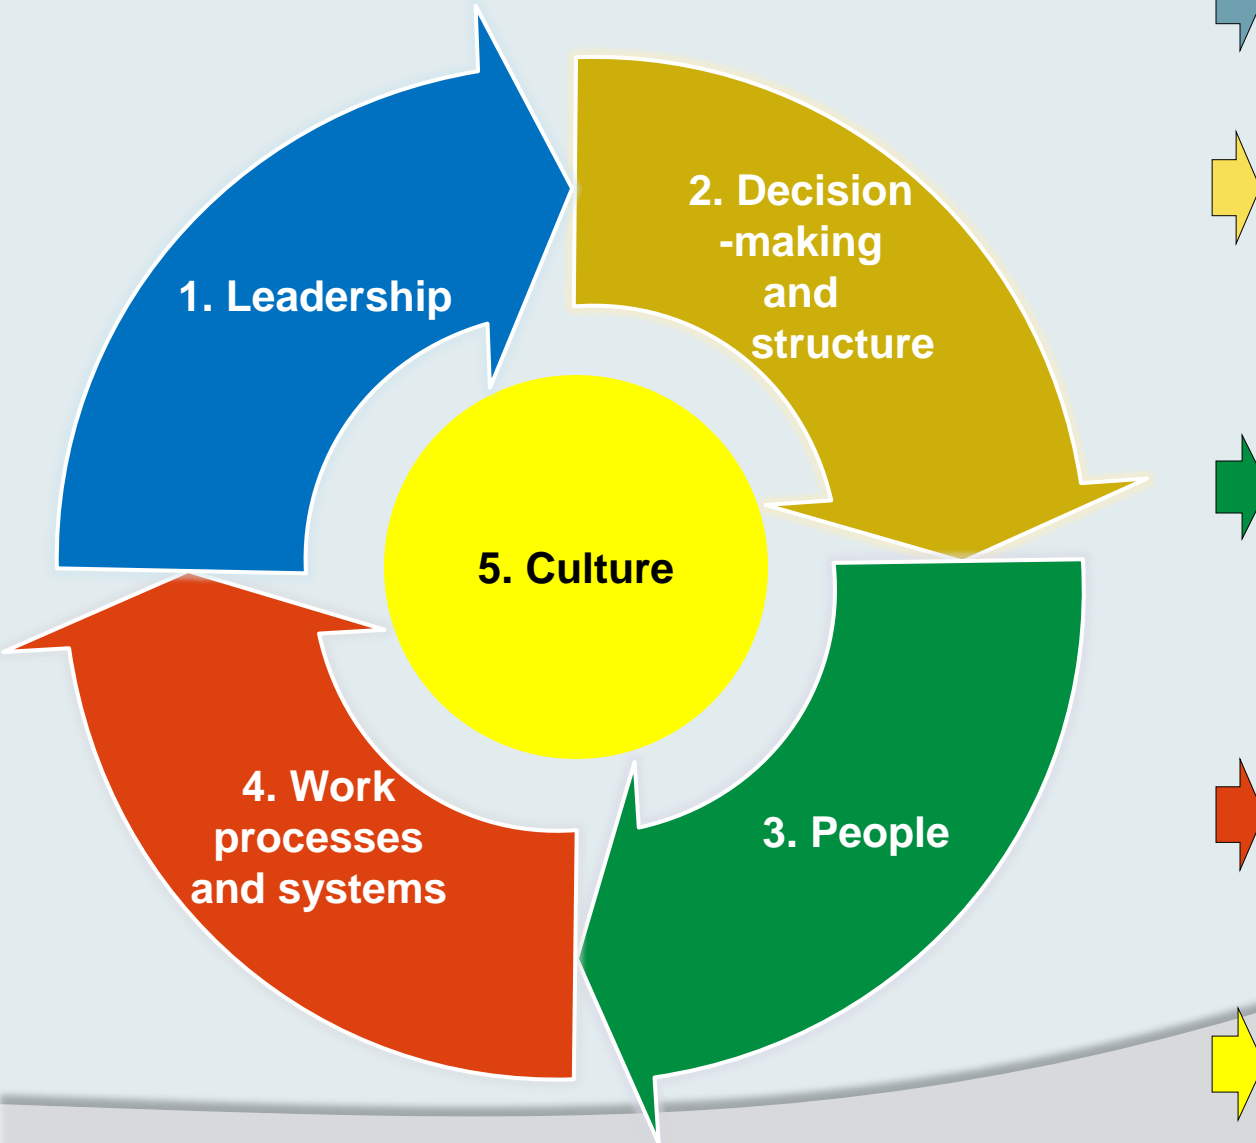 1. Leadership
2. Decision
-making
and
structure
5. Culture
4. Work
processes
and systems
3. People